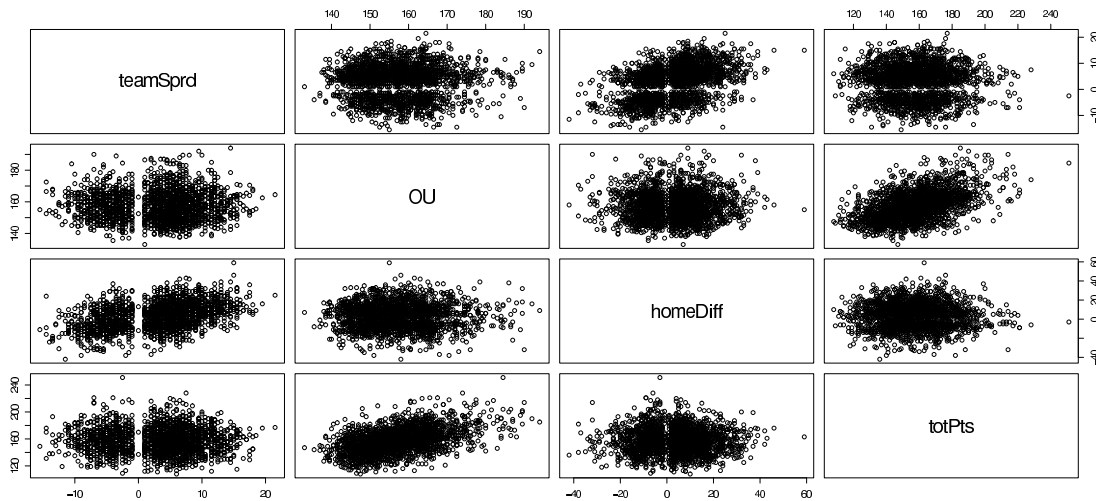 140 150 160 170 180 190
120 140 160 180 200 220 240
teamSprd
-10 0 10 20
140 160 180
OU
homeDiff
-40 0 20 40 60
120 160 200 240
totPts
-10 0 10 20
-40 -20 0 20 40 60